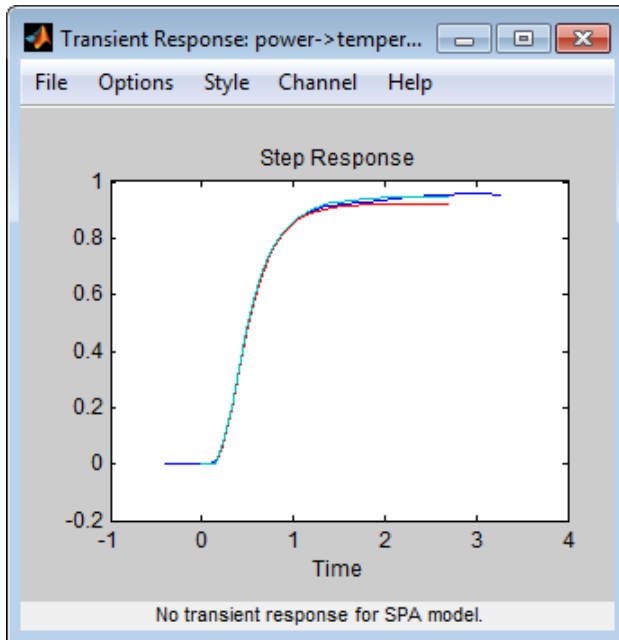 Transient Response: power->temper...
File Options Style Channel Help
Step Response
1
0.8
0.6
0.4
0.2
0
-0.2
-1 0 1 2 3 4
Time
No transient response for SPA model.